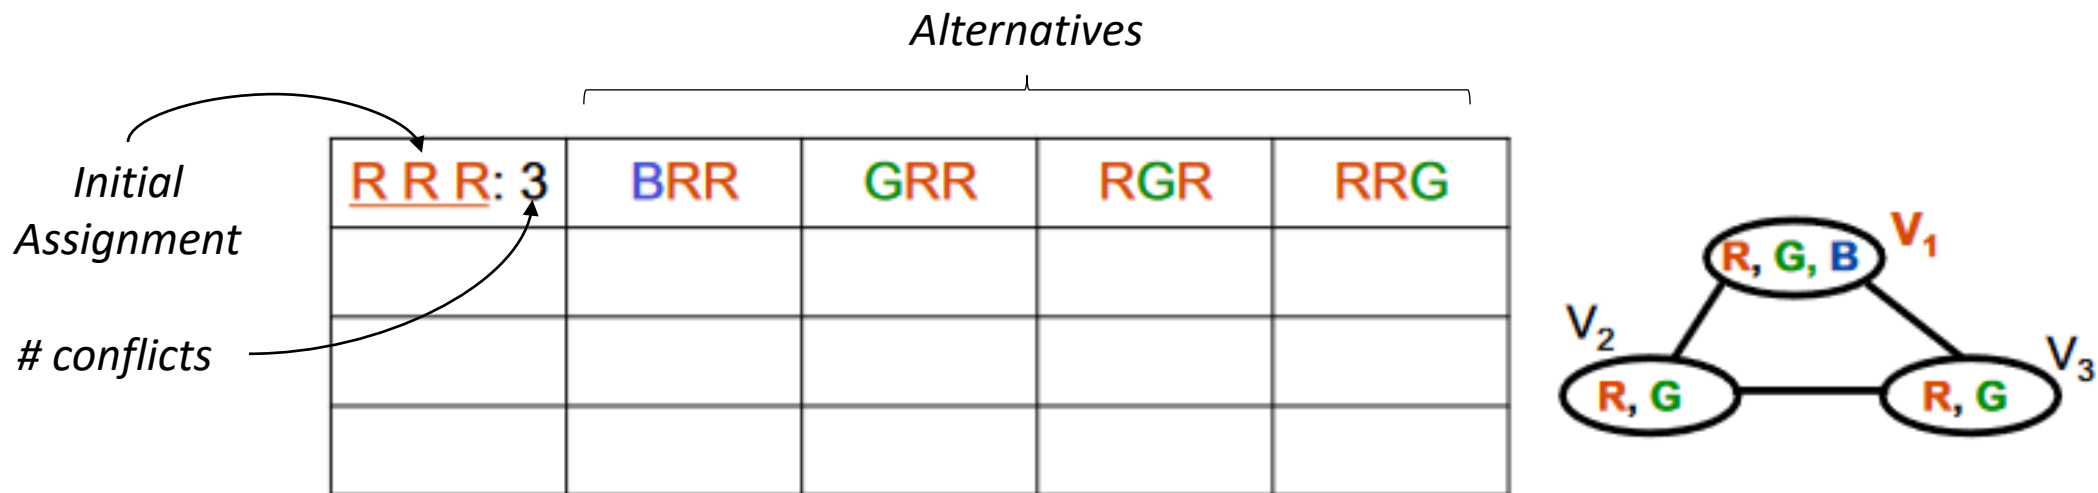 Alternatives
Initial
Assignment
# conflicts
R R R: 3
BRR
GRR
RGR
RRG
R, G, B
V1
V2
R, G
V3
R, G